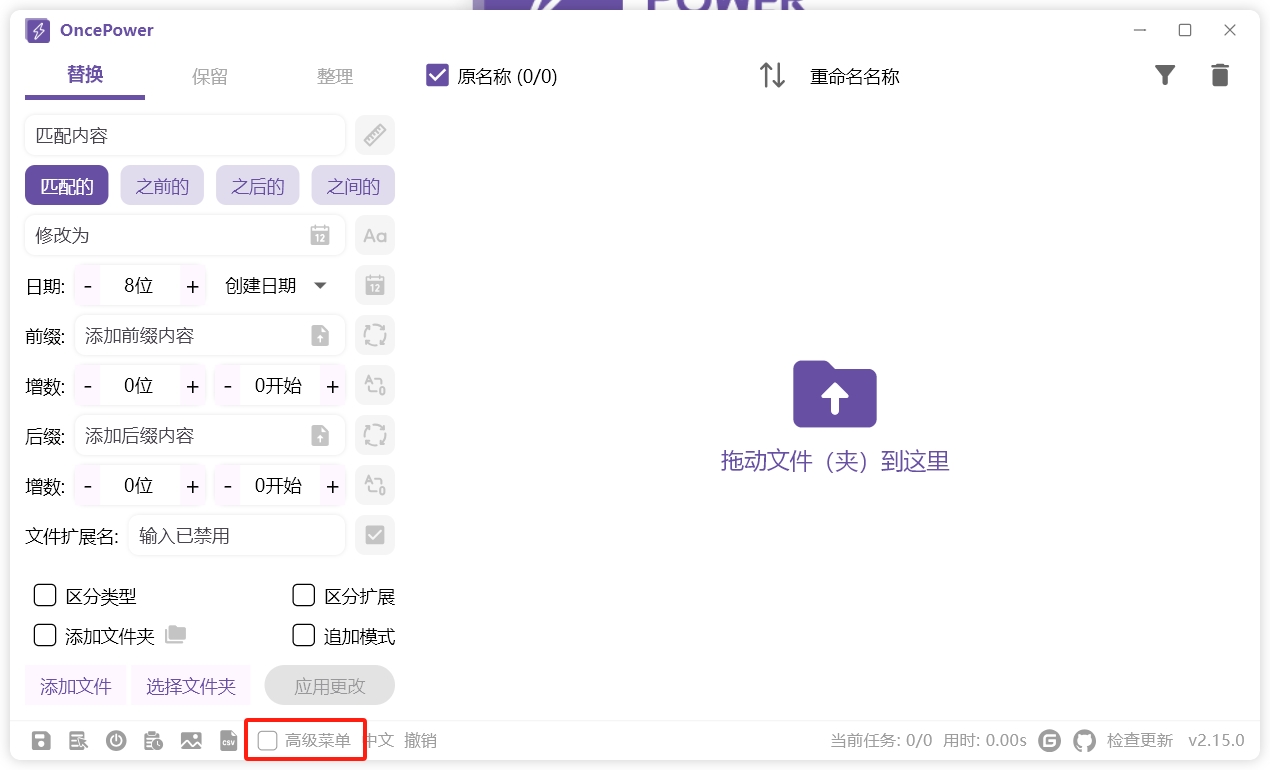 POWER
OncePower
替换 保留 整理 原名称 (0/0) 重命名名称
匹配内容
匹配的 之前的 之后的 之间的
修改为 12 Aa
日期: - 8位 + 创建日期 12
前缀: 添加前缀内容
增数: - 0位 + - 0开始 + A 0
后缀: 添加后缀内容
增数: - 0位 + - 0开始 + A 0
文件扩展名: 输入已禁用
拖动文件（夹）到这里
区分类型 区分扩展
添加文件夹 追加模式
添加文件 选择文件夹 应用更改
CSV 高级菜单 中文 撤销 当前任务: 0/0 用时: 0.00s G 检查更新 v2.15.0